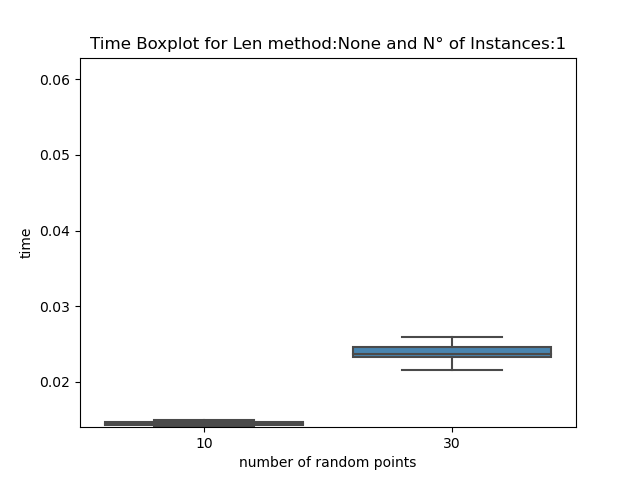 Time Boxplot for Len method:None and N° of Instances:1
0.06
0.05
0.04
0.03
0.02
time
10 30
number of random points